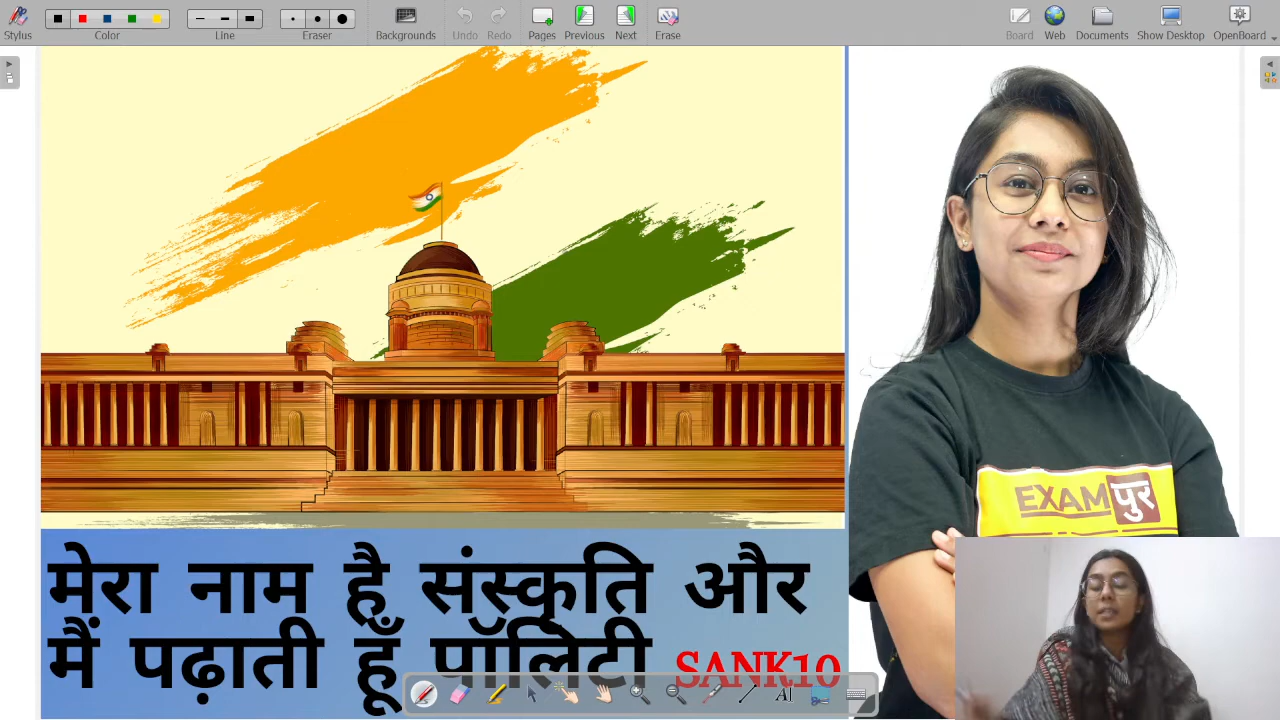 Stylus
Color
Line
Eraser
Backgrounds
Undo
Redo
Pages
Previous
Next
Erase
Board
Web
Documents
Show Desktop
OpenBoard
EXAMपुर
मेरा नाम है संस्कृति और
मैं पढ़ाती हूँ पॉलिटी SANK10